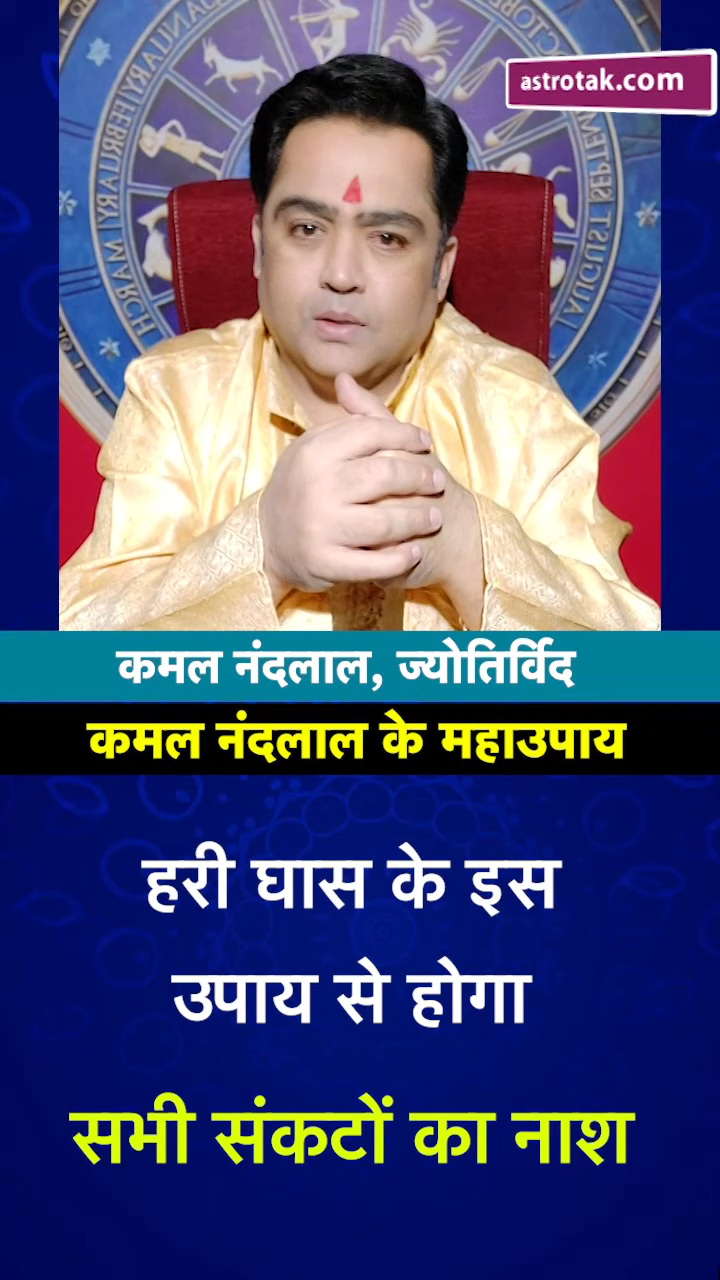 astrotak.com
कमल नंदलाल, ज्योतिर्विद
कमल नंदलाल के महाउपाय
हरी घास के इस
उपाय से होगा
सभी संकटों का नाश